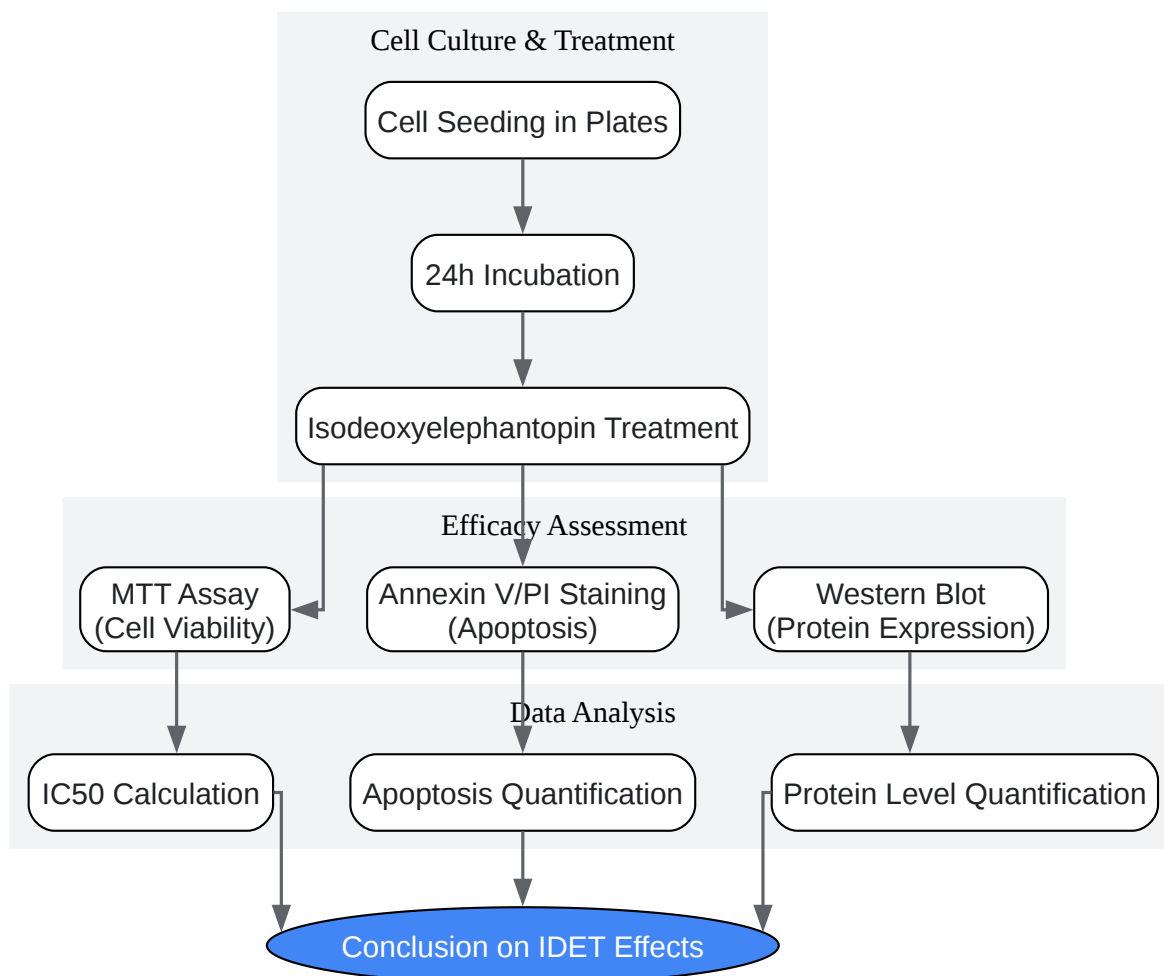 Cell Culture & Treatment
Cell Seeding in Plates
24h Incubation
Isodeoxyelephantopin Treatment
Efficacy Assessment
MTT Assay
(Cell Viability)
Annexin V/PI Staining
(Apoptosis)
Western Blot
(Protein Expression)
Data Analysis
IC50 Calculation
Apoptosis Quantification
Protein Level Quantification
Conclusion on IDET Effects